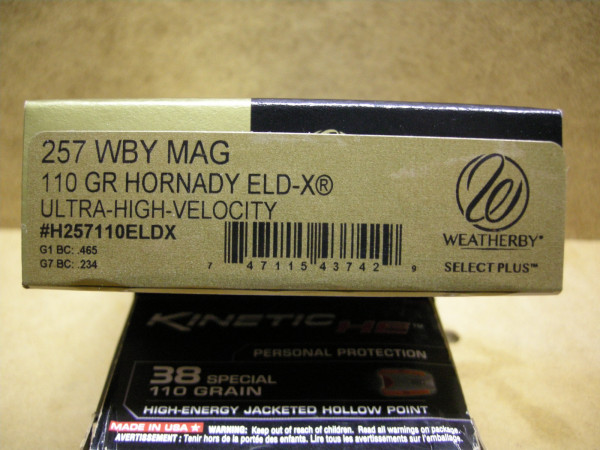 257 WBY MAG
110 GR HORNADY ELD-X®
ULTRA-HIGH-VELOCITY
#H257110ELDX
G1 BC: .465
G7 BC: .234
7 47115 43742 9
WEATHERBY®
SELECT PLUS™
KINETIC HE™
PERSONAL PROTECTION
38 SPECIAL
110 GRAIN
HIGH-ENERGY JACKETED HOLLOW POINT
MADE IN USA WARNING: Keep out of reach of children. Read all warnings on package.
AVERTISSEMENT : Tenir hors de la portée des enfants. Lire tous les avertissements sur l'emballage.